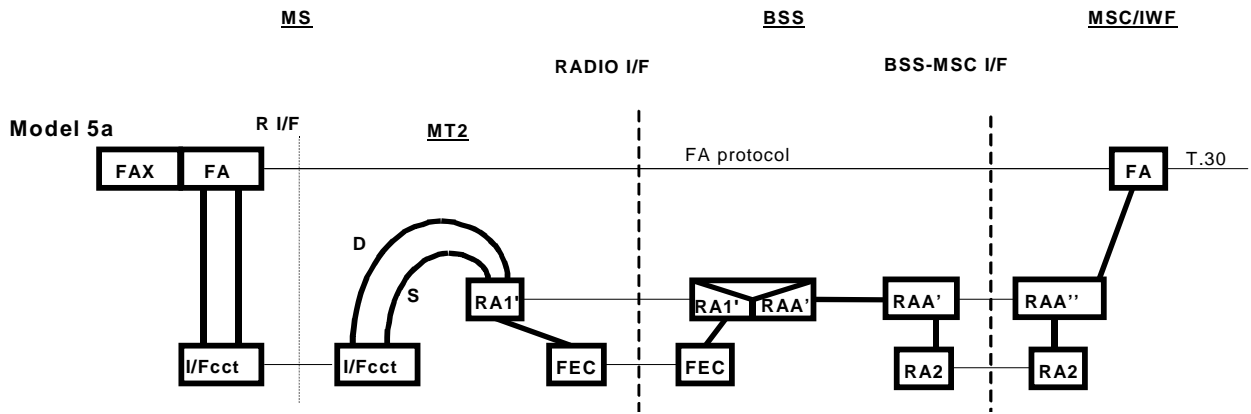 MS BSS MSC/IWF
RADIO I/F BSS-MSC I/F
Model 5a R I/F MT2
FAX FA FA protocol FA T.30
D
S
RA1' RA1' RAA' RAA' RAA''
I/Fcct I/Fcct FEC FEC RA2 RA2